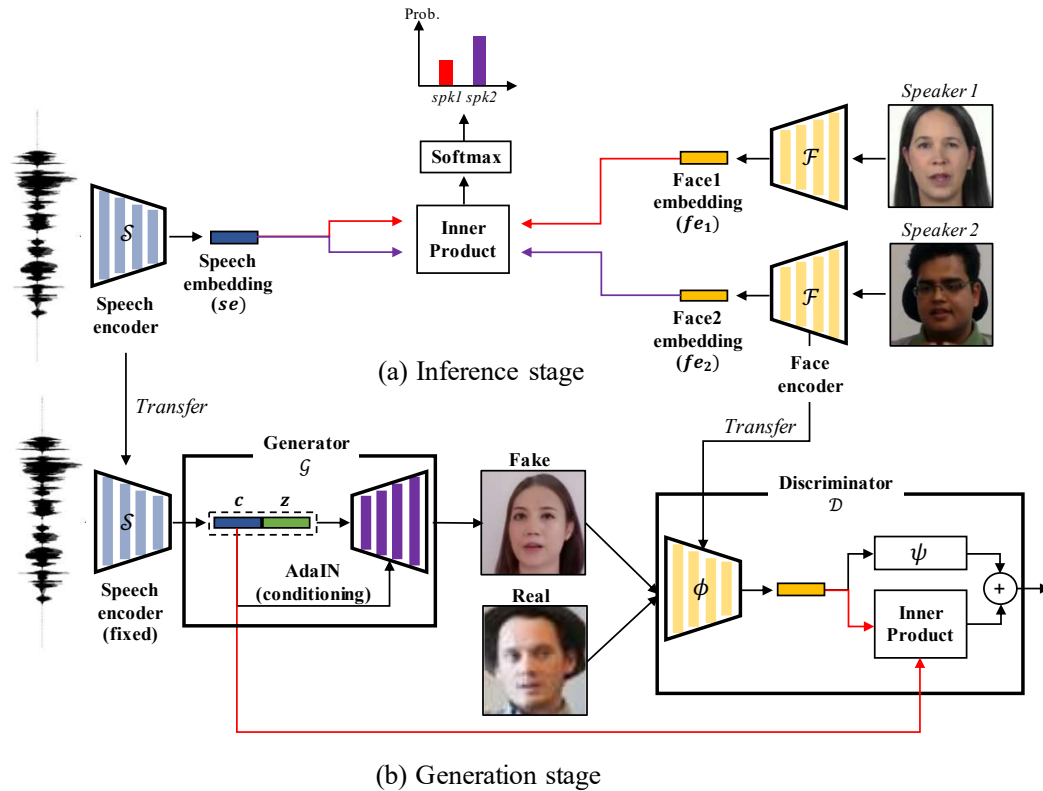 Prob.
spk1 spk2
Softmax
Inner
Product
𝒮
Speech
encoder
Speech
embedding
(se)
Face1
embedding
(fe₁)
ℱ
Speaker 1
Face2
embedding
(fe₂)
ℱ
Speaker 2
Face
encoder
(a) Inference stage
Transfer
Transfer
𝒮
Speech
encoder
(fixed)
Generator
𝒢
c z
AdaIN
(conditioning)
Fake
Real
Discriminator
𝒟
ϕ
ψ
Inner
Product
+
(b) Generation stage